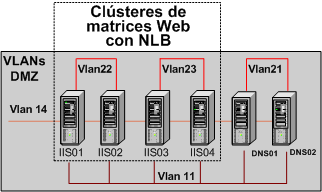 Clústeres de
matrices Web
con NLB
VLANs
DMZ
Vlan22
Vlan23
Vlan21
Vlan 14
IIS01
IIS02
IIS03
IIS04
DNS01
DNS02
Vlan 11